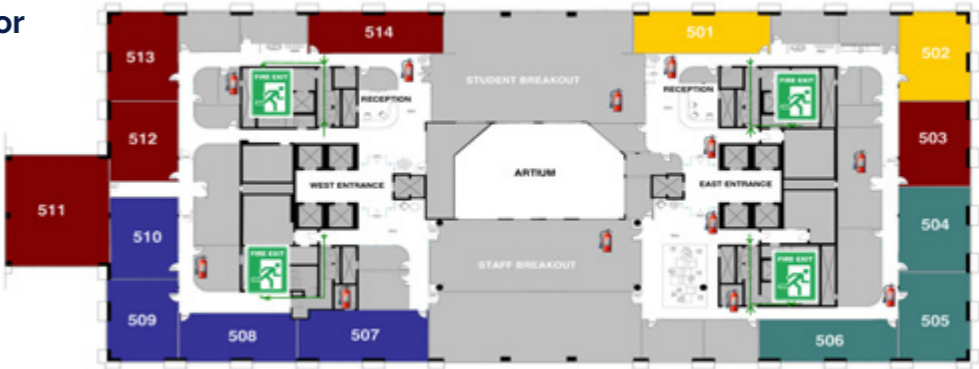 or
513
514
501
502
FIRE EXIT
FIRE EXIT
STUDENT BREAKOUT
RECEPTION
RECEPTION
512
503
ARTIUM
511
WEST ENTRANCE
EAST ENTRANCE
510
504
FIRE EXIT
FIRE EXIT
STAFF BREAKOUT
509
508
507
506
505